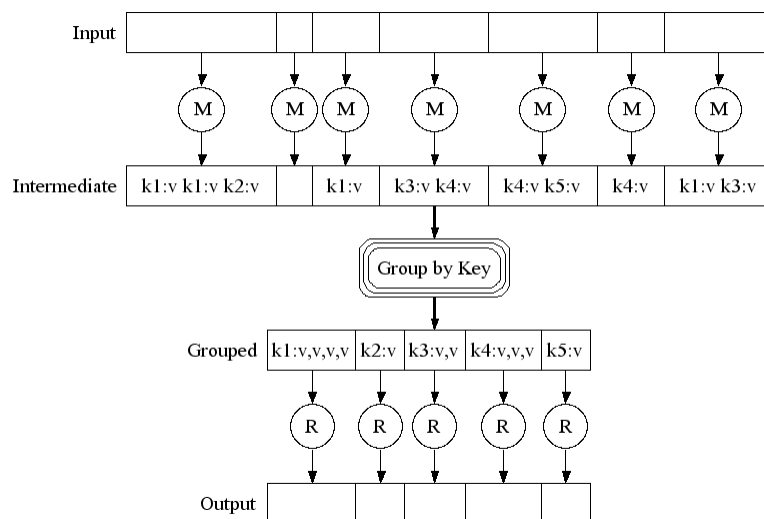 Input
M M M M M M M
Intermediate k1:v k1:v k2:v k1:v k3:v k4:v k4:v k5:v k4:v k1:v k3:v
Group by Key
Grouped k1:v,v,v,v k2:v k3:v,v k4:v,v,v k5:v
R R R R R
Output